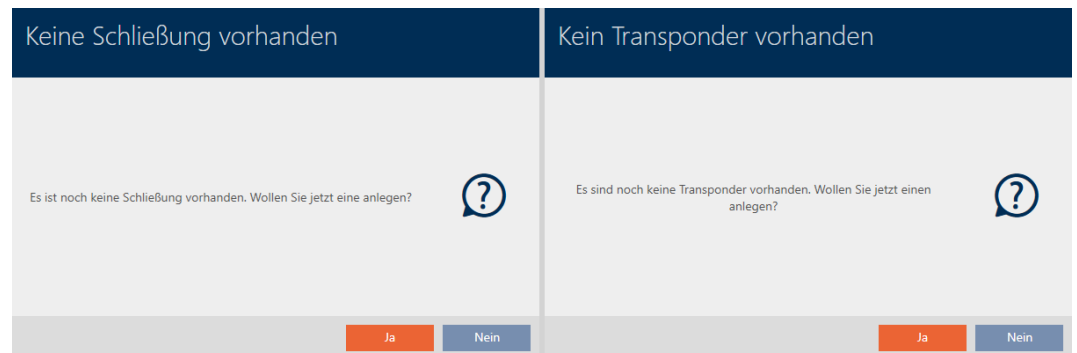 Keine Schließung vorhanden
Es ist noch keine Schließung vorhanden. Wollen Sie jetzt eine anlegen?
Ja
Nein
Kein Transponder vorhanden
Es sind noch keine Transponder vorhanden. Wollen Sie jetzt einen
anlegen?
Ja
Nein